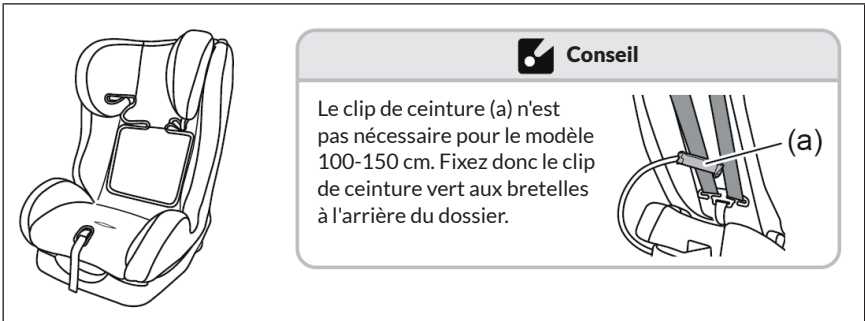 Conseil
Le clip de ceinture (a) n'est
pas nécessaire pour le modèle
100-150 cm. Fixez donc le clip
de ceinture vert aux bretelles
à l'arrière du dossier.
(a)